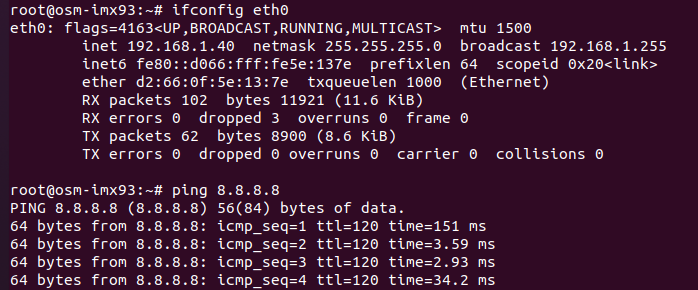 root@osm-imx93:~# ifconfig eth0
eth0: flags=4163<UP,BROADCAST,RUNNING,MULTICAST>  mtu 1500
        inet 192.168.1.40  netmask 255.255.255.0  broadcast 192.168.1.255
        inet6 fe80::d066:fff:fe5e:137e  prefixlen 64  scopeid 0x20<link>
        ether d2:66:0f:5e:13:7e  txqueuelen 1000  (Ethernet)
        RX packets 102  bytes 11921 (11.6 KiB)
        RX errors 0  dropped 3  overruns 0  frame 0
        TX packets 62  bytes 8900 (8.6 KiB)
        TX errors 0  dropped 0 overruns 0  carrier 0  collisions 0
root@osm-imx93:~# ping 8.8.8.8
PING 8.8.8.8 (8.8.8.8) 56(84) bytes of data.
64 bytes from 8.8.8.8: icmp_seq=1 ttl=120 time=151 ms
64 bytes from 8.8.8.8: icmp_seq=2 ttl=120 time=3.59 ms
64 bytes from 8.8.8.8: icmp_seq=3 ttl=120 time=2.93 ms
64 bytes from 8.8.8.8: icmp_seq=4 ttl=120 time=34.2 ms